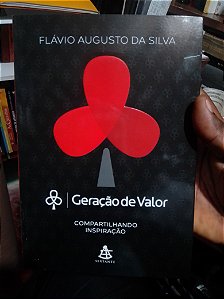 FLÁVIO AUGUSTO DA SILVA
Geração de Valor
COMPARTILHANDO
INSPIRAÇÃO
SEXTANTE